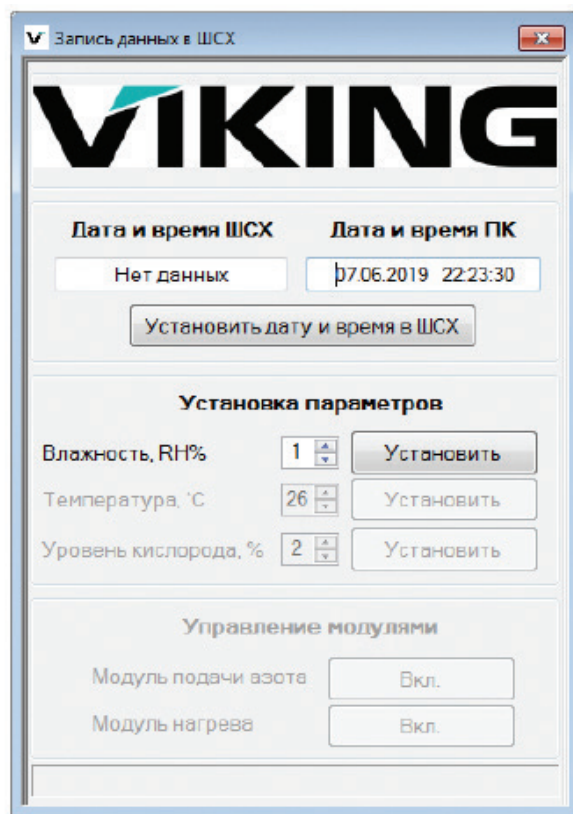 Запись данных в ШСХ
VIKING
Дата и время ШСХ Дата и время ПК
Нет данных 07.06.2019 22:23:30
Установить дату и время в ШСХ
Установка параметров
Влажность, RH% 1 Установить
Температура, °C 26 Установить
Уровень кислорода, % 2 Установить
Управление модулями
Модуль подачи азота Вкл.
Модуль нагрева Вкл.